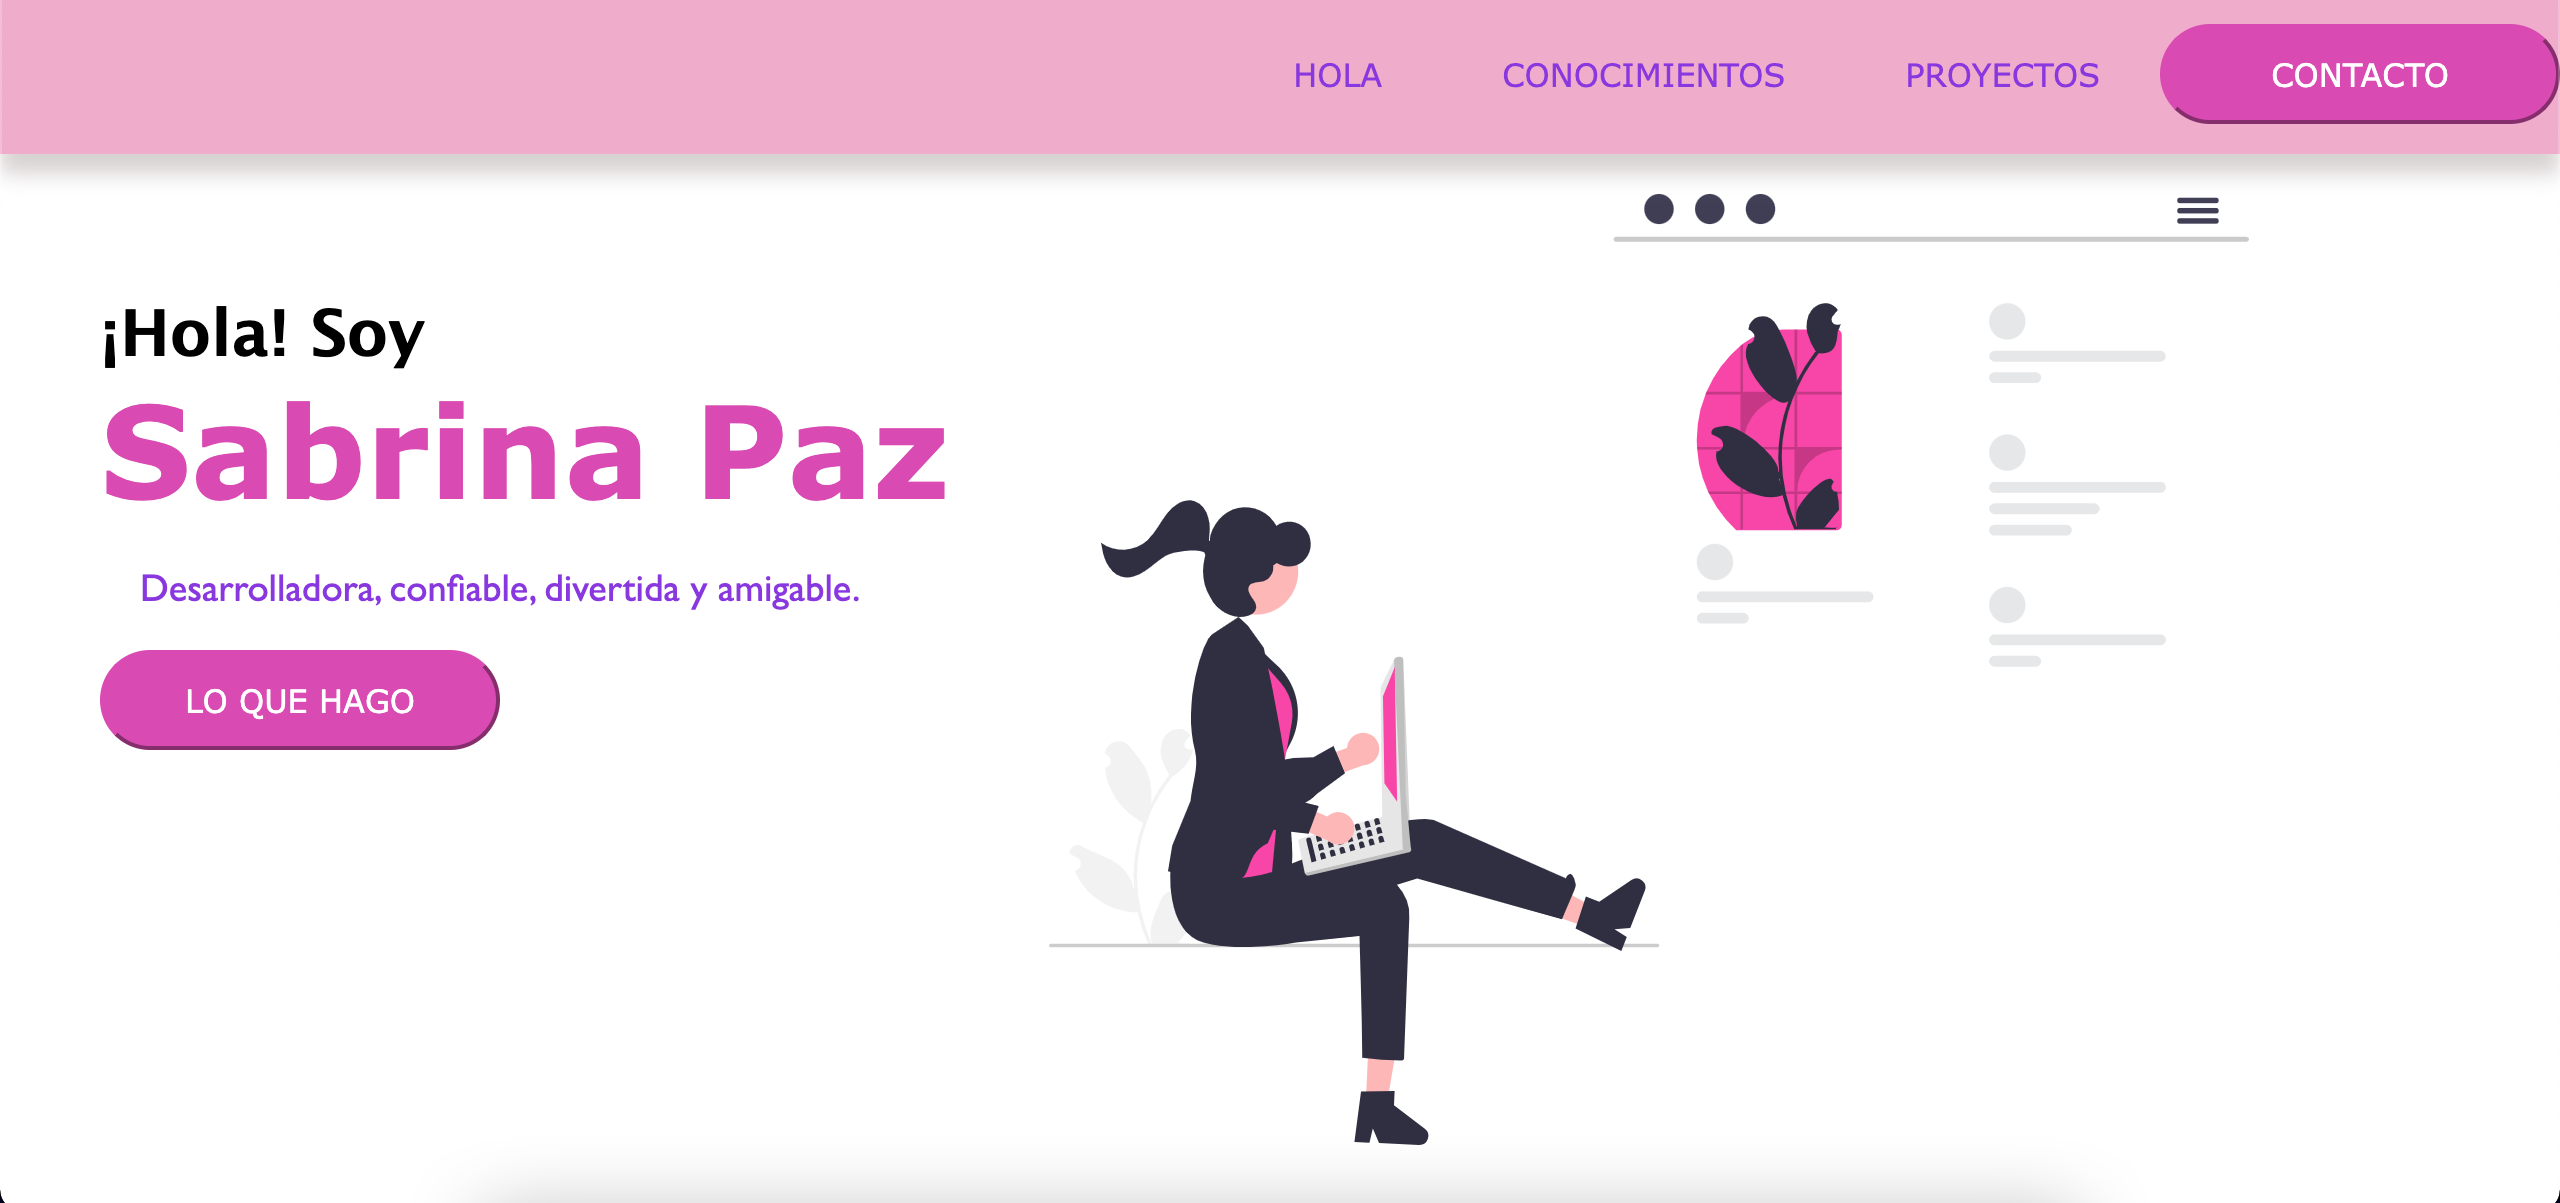 HOLA CONOCIMIENTOS PROYECTOS CONTACTO
¡Hola! Soy
Sabrina Paz
Desarrolladora, confiable, divertida y amigable.
LO QUE HAGO